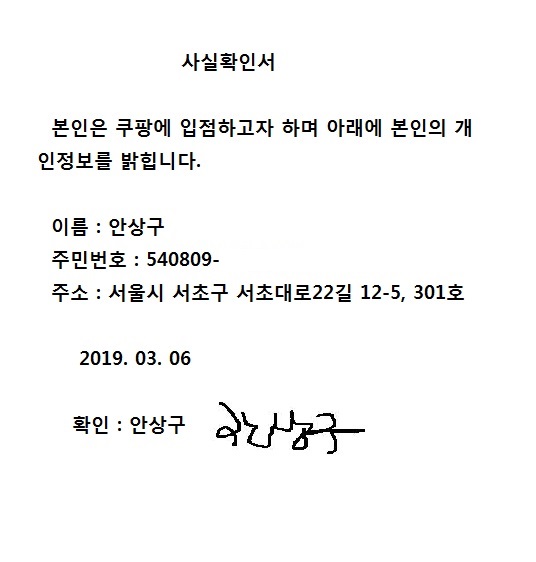 사실확인서
본인은 쿠팡에 입점하고자 하며 아래에 본인의 개
인정보를 밝힙니다.
이름 : 안상구
주민번호 : 540809-
주소 : 서울시 서초구 서초대로22길 12-5, 301호
2019. 03. 06
확인 : 안상구 안상구